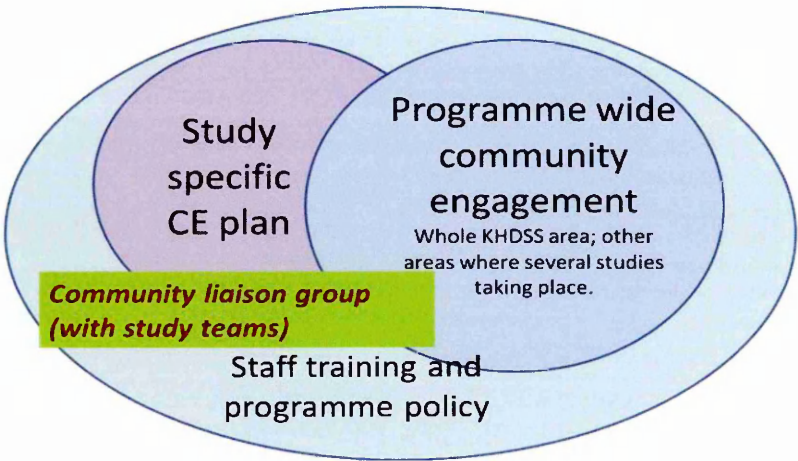 Study
specific
CE plan
Programme wide
community
engagement
Whole KHDSS area; other
areas where several studies
taking place.
Community liaison group
(with study teams)
Staff training and
programme policy